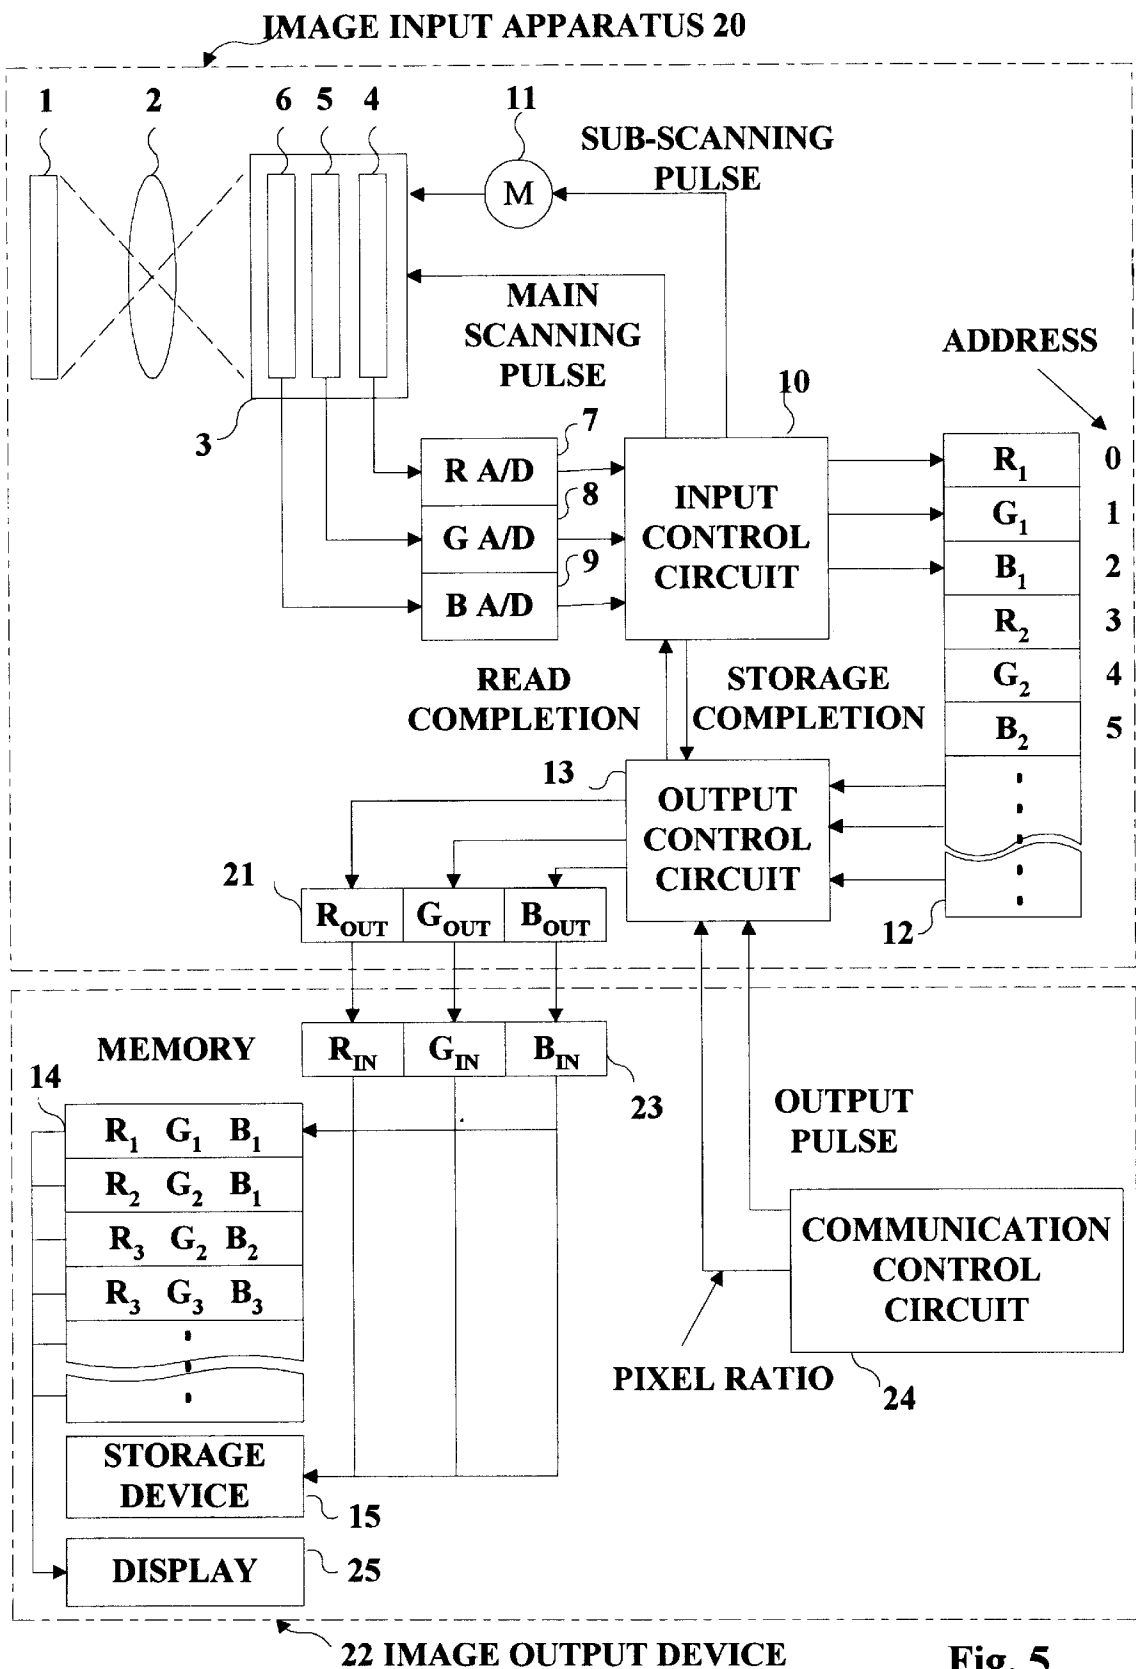 IMAGE INPUT APPARATUS 20
1 2 6 5 4 11
SUB-SCANNING
PULSE
M
MAIN
SCANNING
PULSE
ADDRESS
3
10
7
R A/D
8
G A/D
9
B A/D
INPUT
CONTROL
CIRCUIT
R1 0
G1 1
B1 2
R2 3
G2 4
B2 5
READ
COMPLETION
STORAGE
COMPLETION
13
OUTPUT
CONTROL
CIRCUIT
12
21
ROUT GOUT BOUT
MEMORY
RIN GIN BIN
23
14
R1 G1 B1
R2 G2 B1
R3 G2 B2
R3 G3 B3
OUTPUT
PULSE
COMMUNICATION
CONTROL
CIRCUIT
24
PIXEL RATIO
STORAGE
DEVICE
15
DISPLAY
25
22 IMAGE OUTPUT DEVICE
Fig. 5